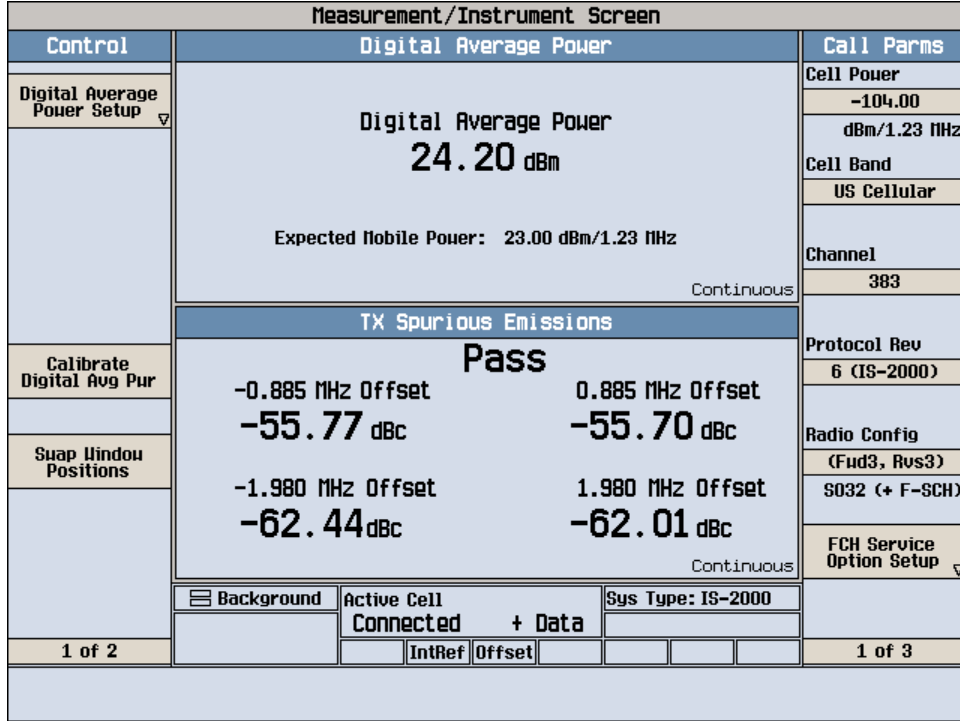 Measurement/Instrument Screen
Control
Digital Average
Power Setup
Calibrate
Digital Avg Pwr
Swap Window
Positions
1 of 2
Digital Average Power
Digital Average Power
24.20 dBm
Expected Mobile Power: 23.00 dBm/1.23 MHz
Continuous
TX Spurious Emissions
Pass
-0.885 MHz Offset 0.885 MHz Offset
-55.77 dBc -55.70 dBc
-1.980 MHz Offset 1.980 MHz Offset
-62.44 dBc -62.01 dBc
Continuous
Background
Active Cell
Connected + Data
Sys Type: IS-2000
IntRef Offset
Call Parms
Cell Power
-104.00
dBm/1.23 MHz
Cell Band
US Cellular
Channel
383
Protocol Rev
6 (IS-2000)
Radio Config
(Fwd3, Rvs3)
SO32 (+ F-SCH)
FCH Service
Option Setup
1 of 3